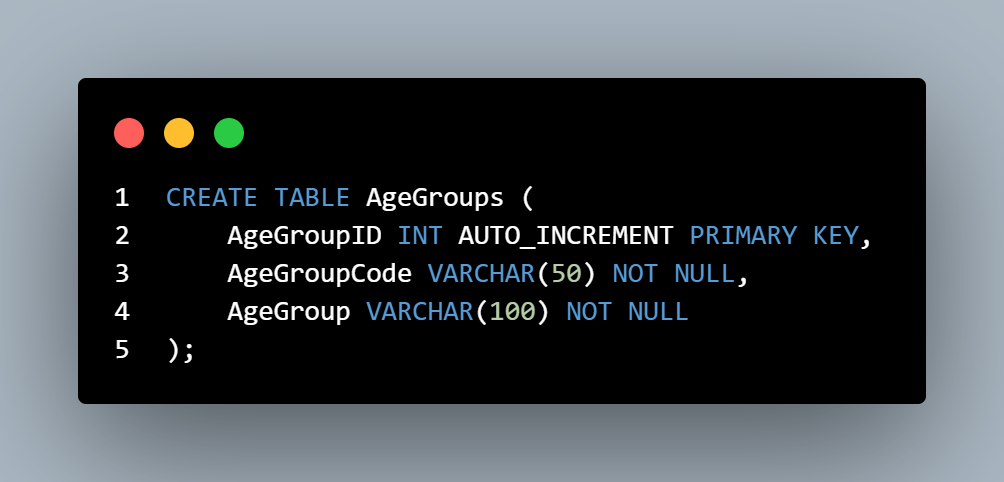 1 CREATE TABLE AgeGroups (
2     AgeGroupID INT AUTO_INCREMENT PRIMARY KEY,
3     AgeGroupCode VARCHAR(50) NOT NULL,
4     AgeGroup VARCHAR(100) NOT NULL
5 );